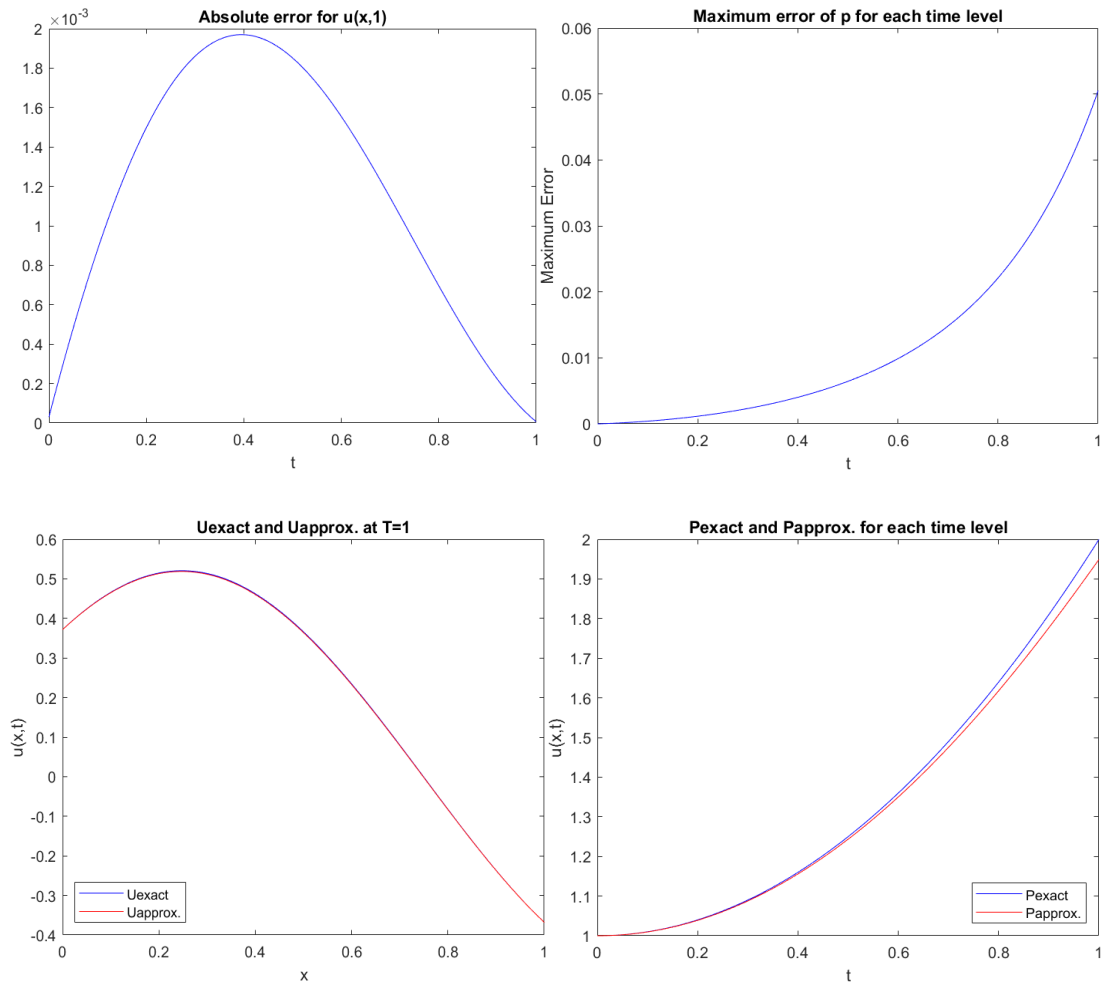 Absolute error for u(x,1)
×10^-3
2
1.8
1.6
1.4
1.2
1
0.8
0.6
0.4
0.2
0
0 0.2 0.4 0.6 0.8 1
t
Maximum error of p for each time level
Maximum Error
0.06
0.05
0.04
0.03
0.02
0.01
0
0 0.2 0.4 0.6 0.8 1
t
Uexact and Uapprox. at T=1
u(x,t)
0.6
0.5
0.4
0.3
0.2
0.1
0
-0.1
-0.2
-0.3
-0.4
Uexact
Uapprox.
0 0.2 0.4 0.6 0.8 1
x
Pexact and Papprox. for each time level
u(x,t)
2
1.9
1.8
1.7
1.6
1.5
1.4
1.3
1.2
1.1
1
Pexact
Papprox.
0 0.2 0.4 0.6 0.8 1
t